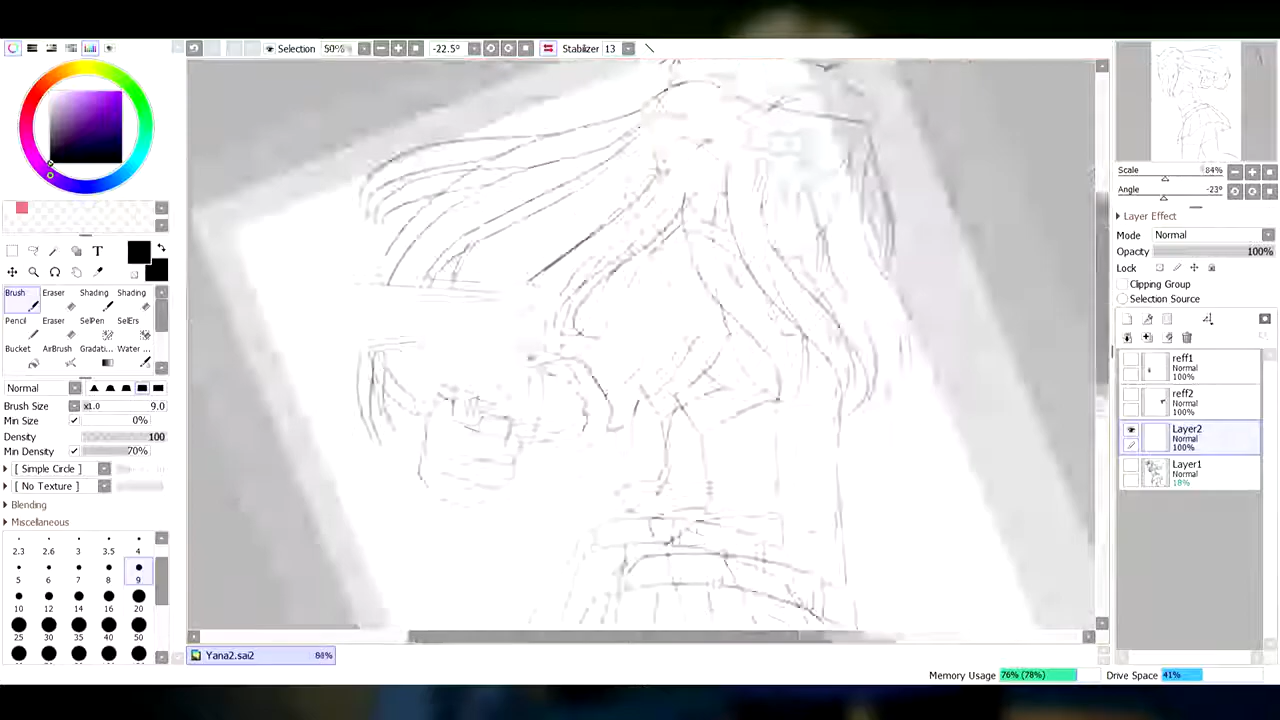 Selection 50% -22.5° Stabilizer 13
T
Brush Eraser Shading Shading
Pencil Eraser SelPen SelErs
Bucket AirBrush Gradati... Water ...
Normal
Brush Size x1.0 9.0
Min Size 0%
Density 100
Min Density 70%
[ Simple Circle ]
[ No Texture ]
Blending
Miscellaneous
2.3 2.6 3 3.5 4
5 6 7 8 9
10 12 14 16 20
25 30 35 40 50
Yana2.sai2
Memory Usage 76% (78%) Drive Space 41%
Scale 84%
Angle -23°
Layer Effect
Mode Normal
Opacity 100%
Lock
Clipping Group
Selection Source
reff1
Normal
100%
reff2
Normal
100%
Layer2
Normal
100%
Layer1
Normal
18%